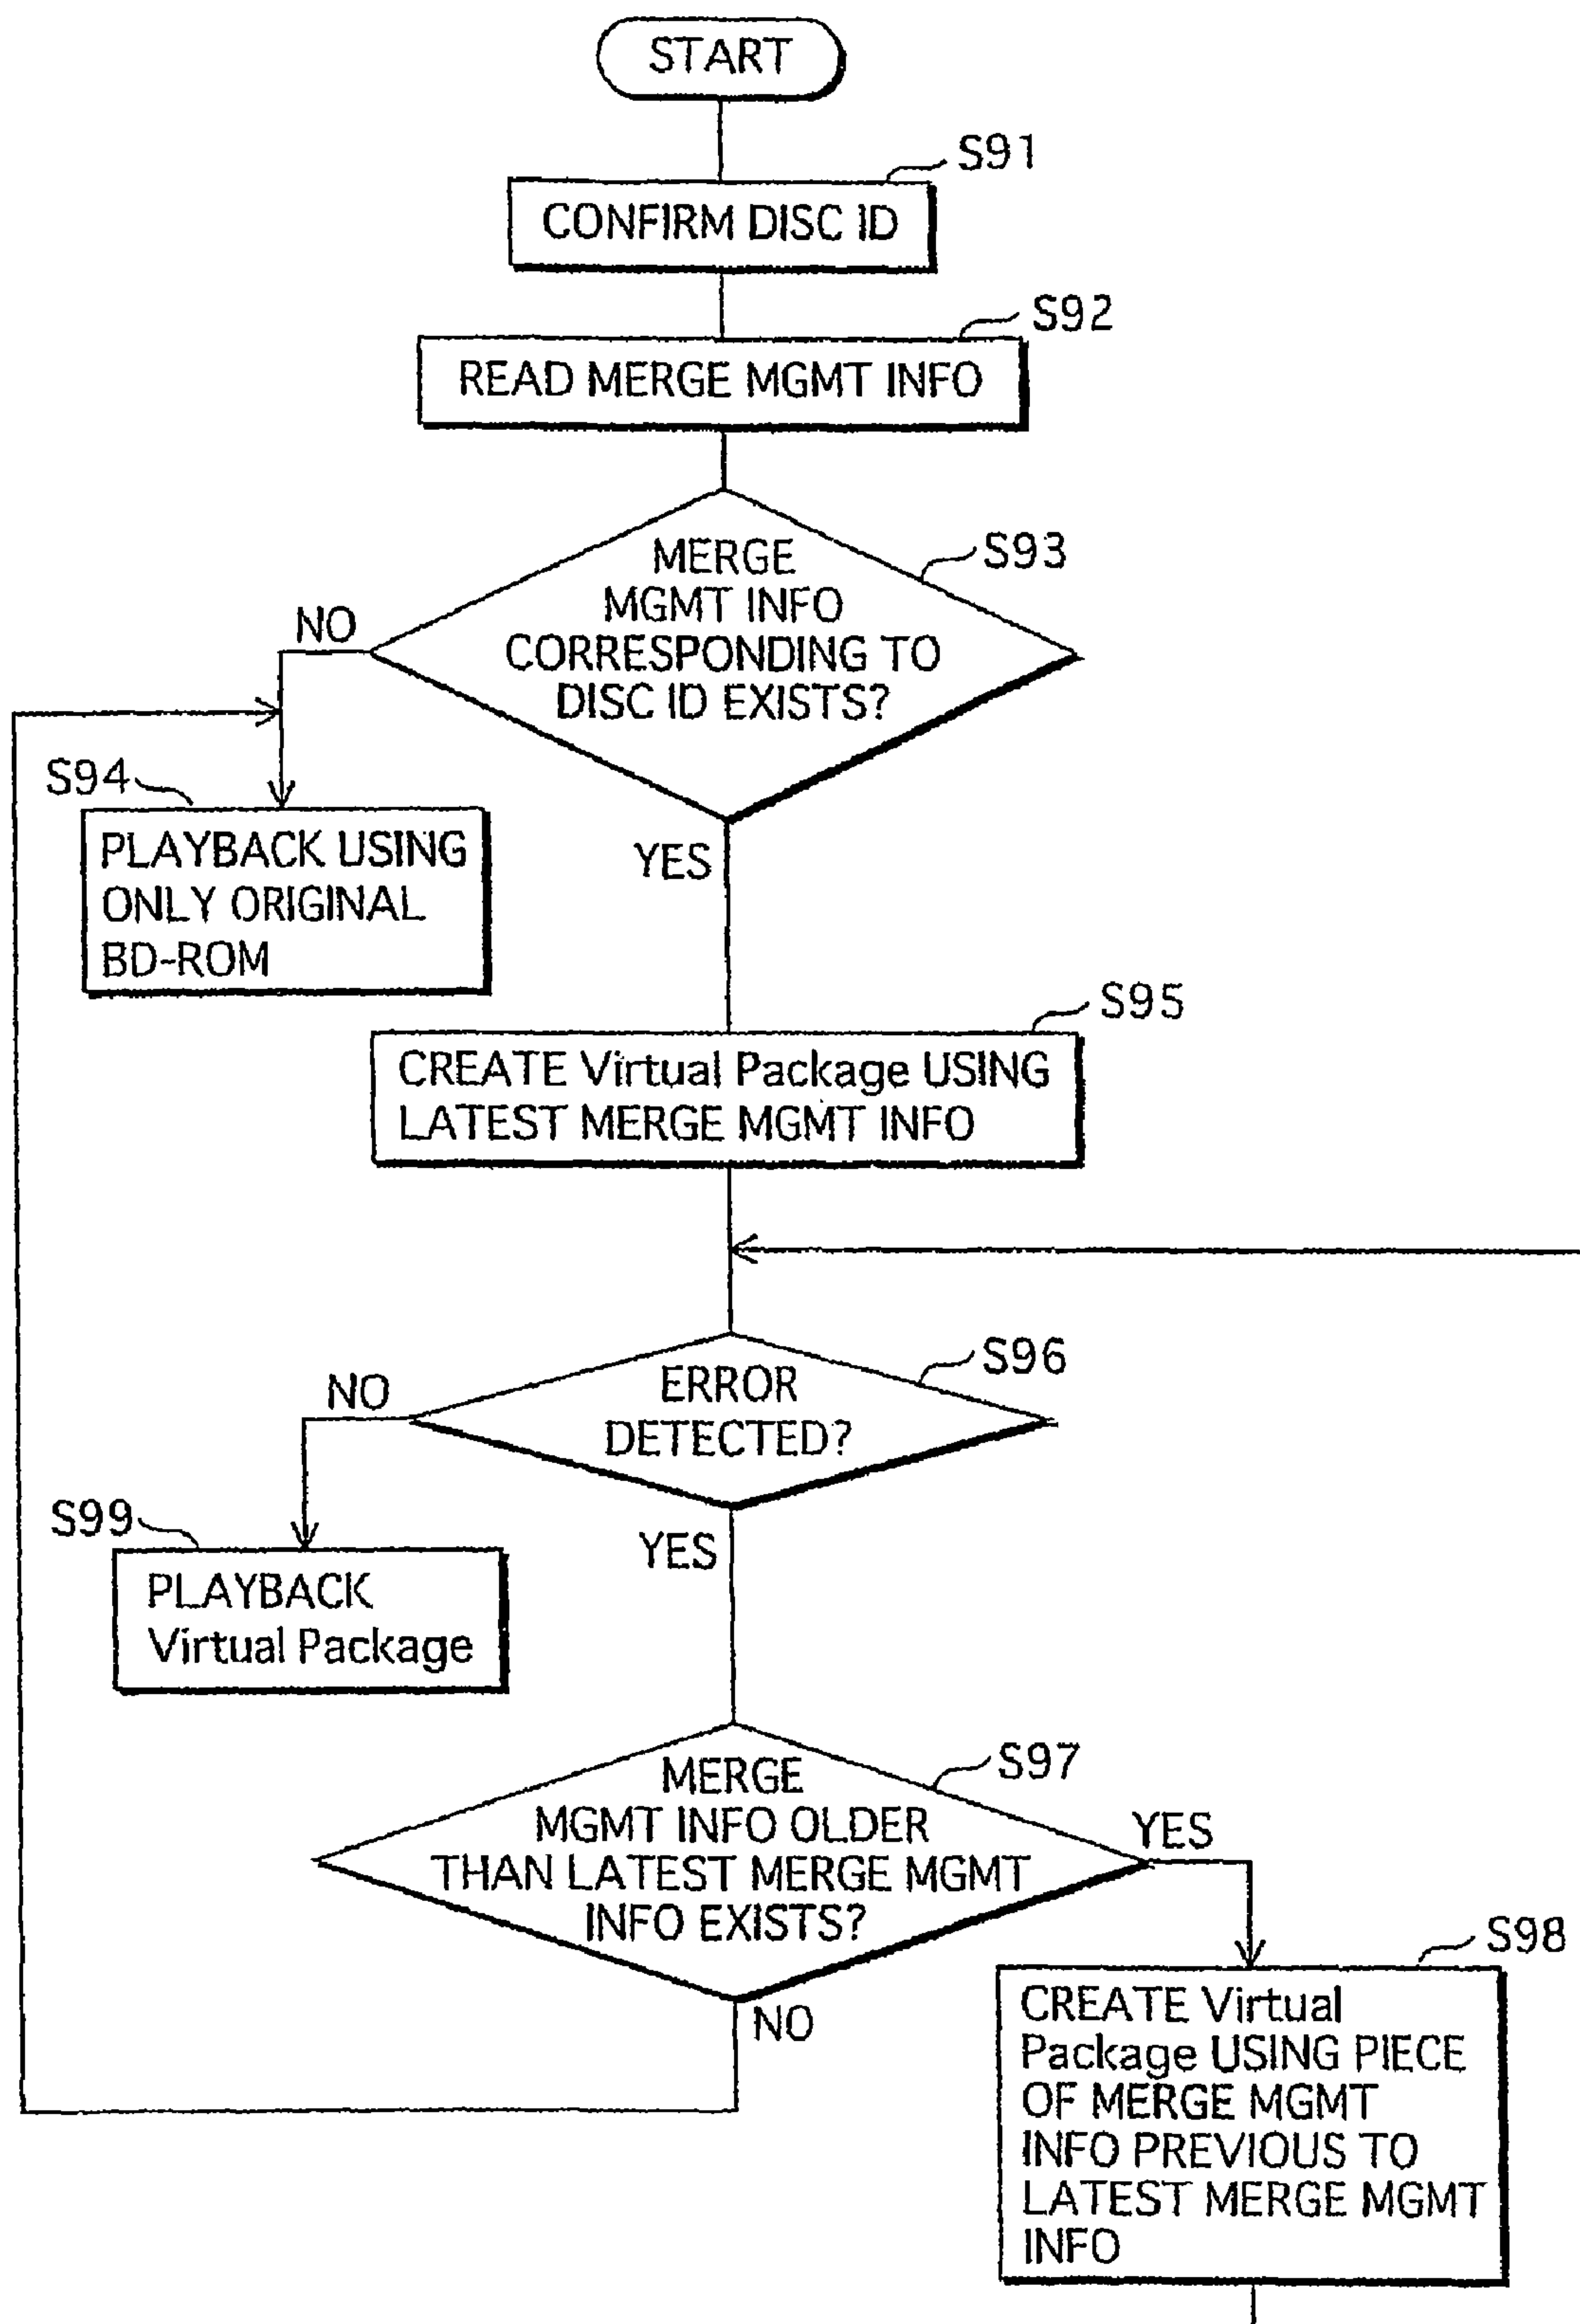 START
S91
CONFIRM DISC ID
S92
READ MERGE MGMT INFO
S93
MERGE
MGMT INFO
CORRESPONDING TO
DISC ID EXISTS?
NO
S94
PLAYBACK USING
ONLY ORIGINAL
BD-ROM
YES
S95
CREATE Virtual Package USING
LATEST MERGE MGMT INFO
S96
ERROR
DETECTED?
NO
S99
PLAYBACK
Virtual Package
YES
S97
MERGE
MGMT INFO OLDER
THAN LATEST MERGE MGMT
INFO EXISTS?
YES
NO
S98
CREATE Virtual
Package USING PIECE
OF MERGE MGMT
INFO PREVIOUS TO
LATEST MERGE MGMT
INFO